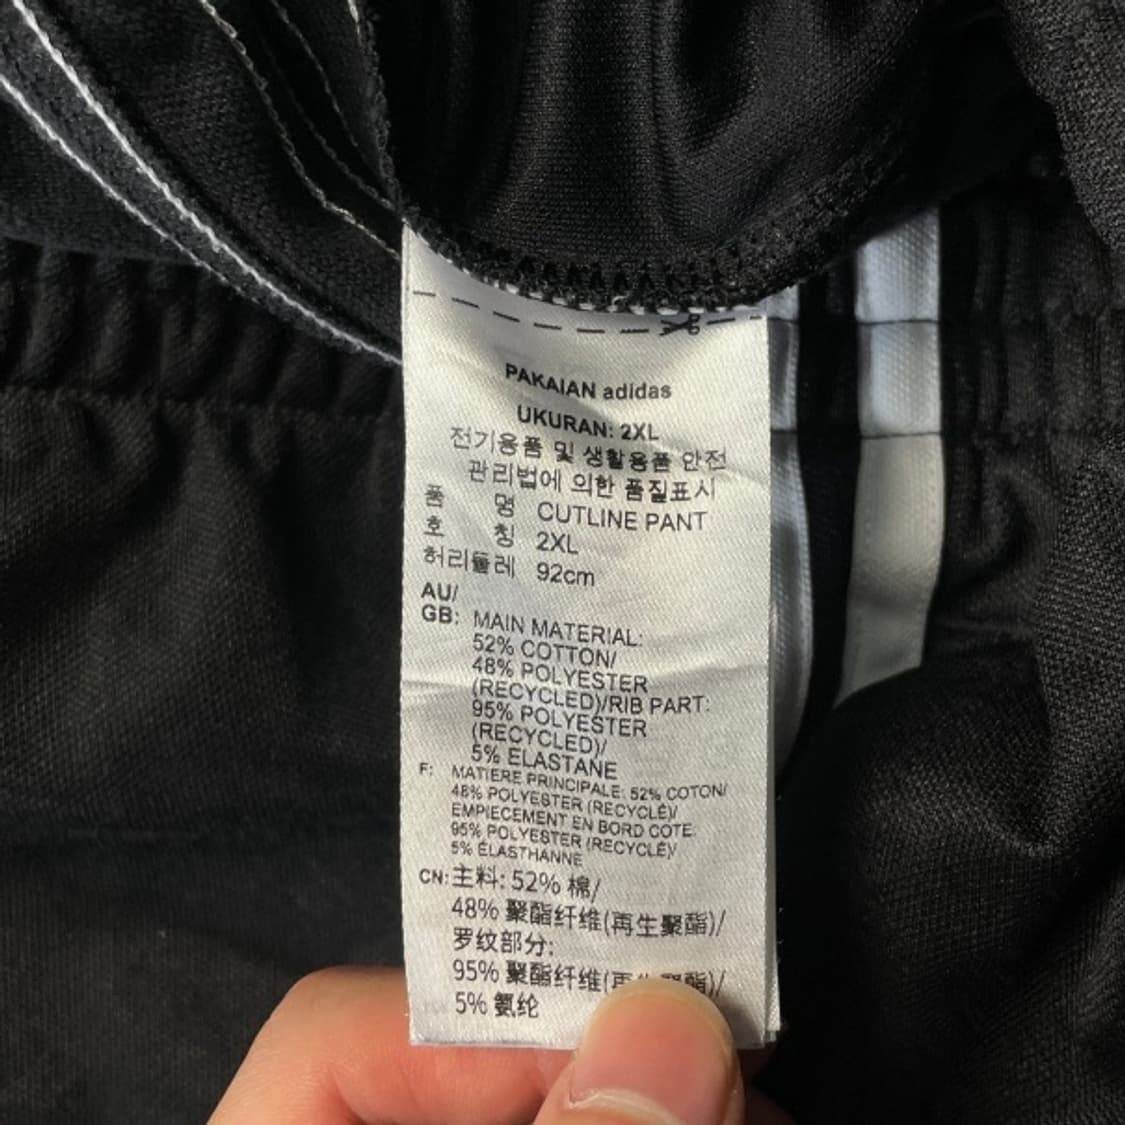 PAKAIAN adidas
UKURAN: 2XL
전기용품 및 생활용품 안전
관리법에 의한 품질표시
품 명 CUTLINE PANT
호 칭 2XL
허리둘레 92cm
AU/
GB: MAIN MATERIAL:
52% COTTON/
48% POLYESTER
(RECYCLED)/RIB PART:
95% POLYESTER
(RECYCLED)/
5% ELASTANE
F: MATIERE PRINCIPALE: 52% COTON/
48% POLYESTER (RECYCLÉ)/
EMPIECEMENT EN BORD COTE:
95% POLYESTER (RECYCLÉ)/
5% ÉLASTHANNE
CN: 主料: 52% 棉/
48% 聚酯纤维(再生聚酯)/
罗纹部分:
95% 聚酯纤维(再生聚酯)/
5% 氨纶